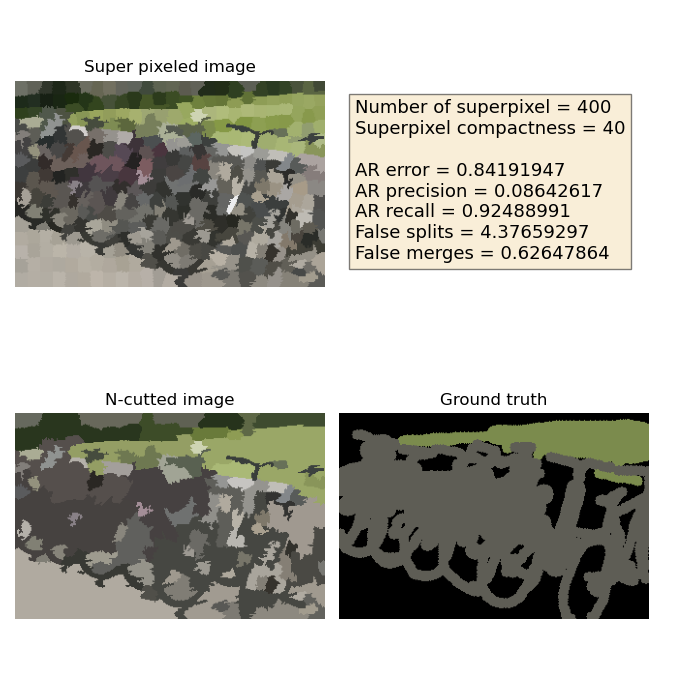 Super pixeled image
Number of superpixel = 400
Superpixel compactness = 40
AR error = 0.84191947
AR precision = 0.08642617
AR recall = 0.92488991
False splits = 4.37659297
False merges = 0.62647864
N-cutted image
Ground truth